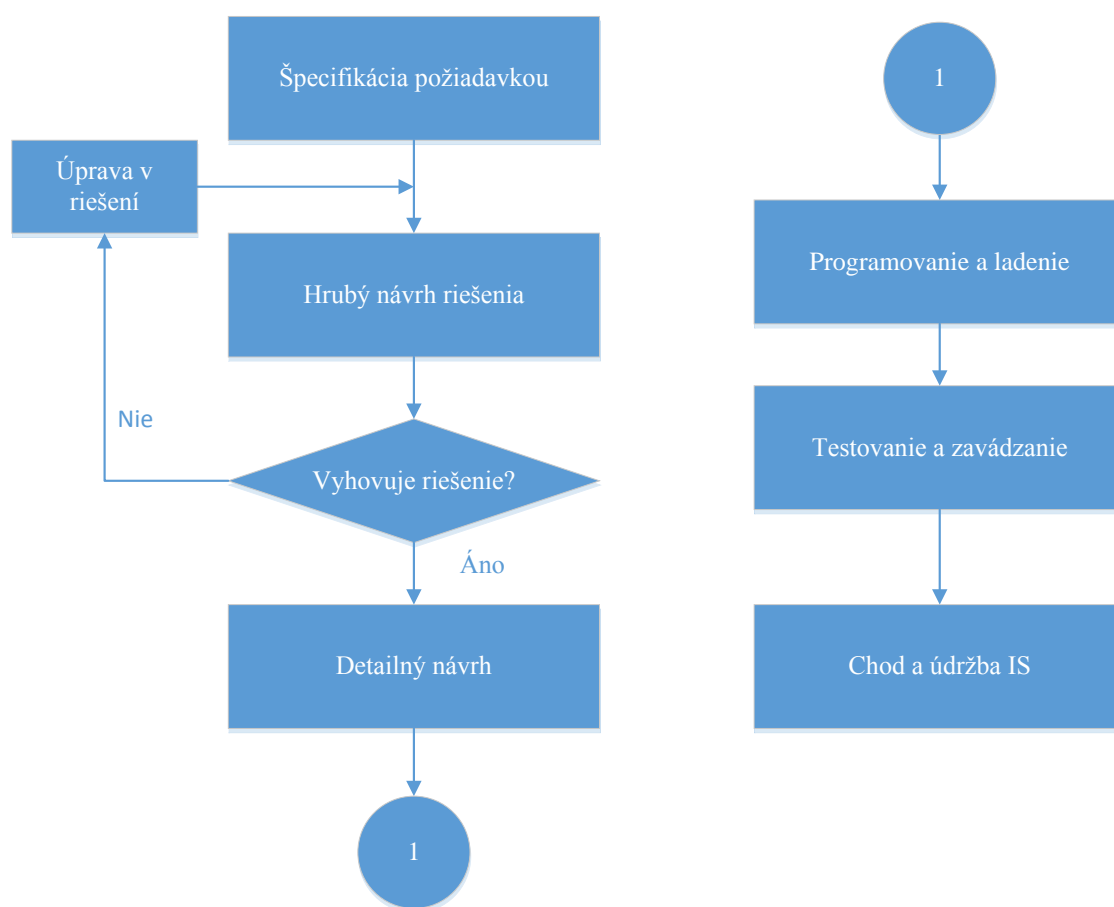 Špecifikácia požiadavkou
Úprava v
riešení
Hrubý návrh riešenia
Nie
Vyhovuje riešenie?
Áno
Detailný návrh
1
1
Programovanie a ladenie
Testovanie a zavádzanie
Chod a údržba IS